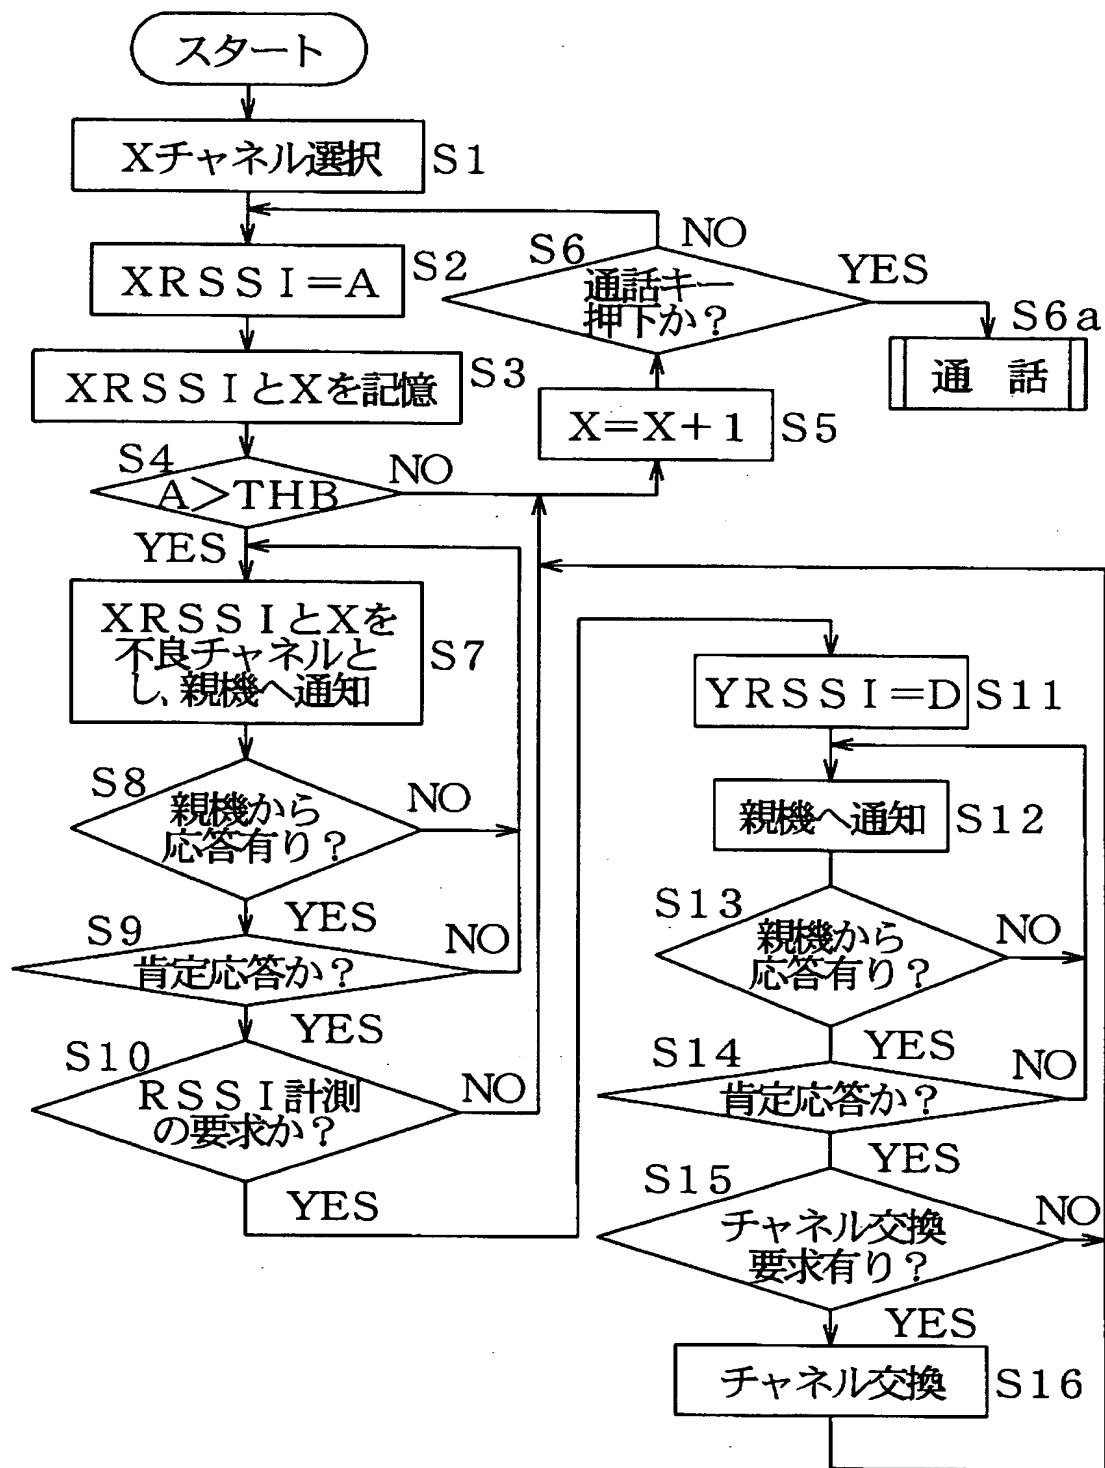 スタート
Xチャネル選択 S1
XRSSI=A S2
XRSSIとXを記憶 S3
S4
A>THB
NO
YES
X=X+1 S5
S6
通話キー
押下か?
NO
YES
S6a
通 話
XRSSIとXを
不良チャネルと
し、親機へ通知
S7
S8
親機から
応答有り?
NO
YES
S9
肯定応答か?
NO
YES
S10
RSSI計測
の要求か?
NO
YES
YRSSI=D S11
親機へ通知 S12
S13
親機から
応答有り?
NO
YES
S14
肯定応答か?
NO
YES
S15
チャネル交換
要求有り?
NO
YES
チャネル交換 S16